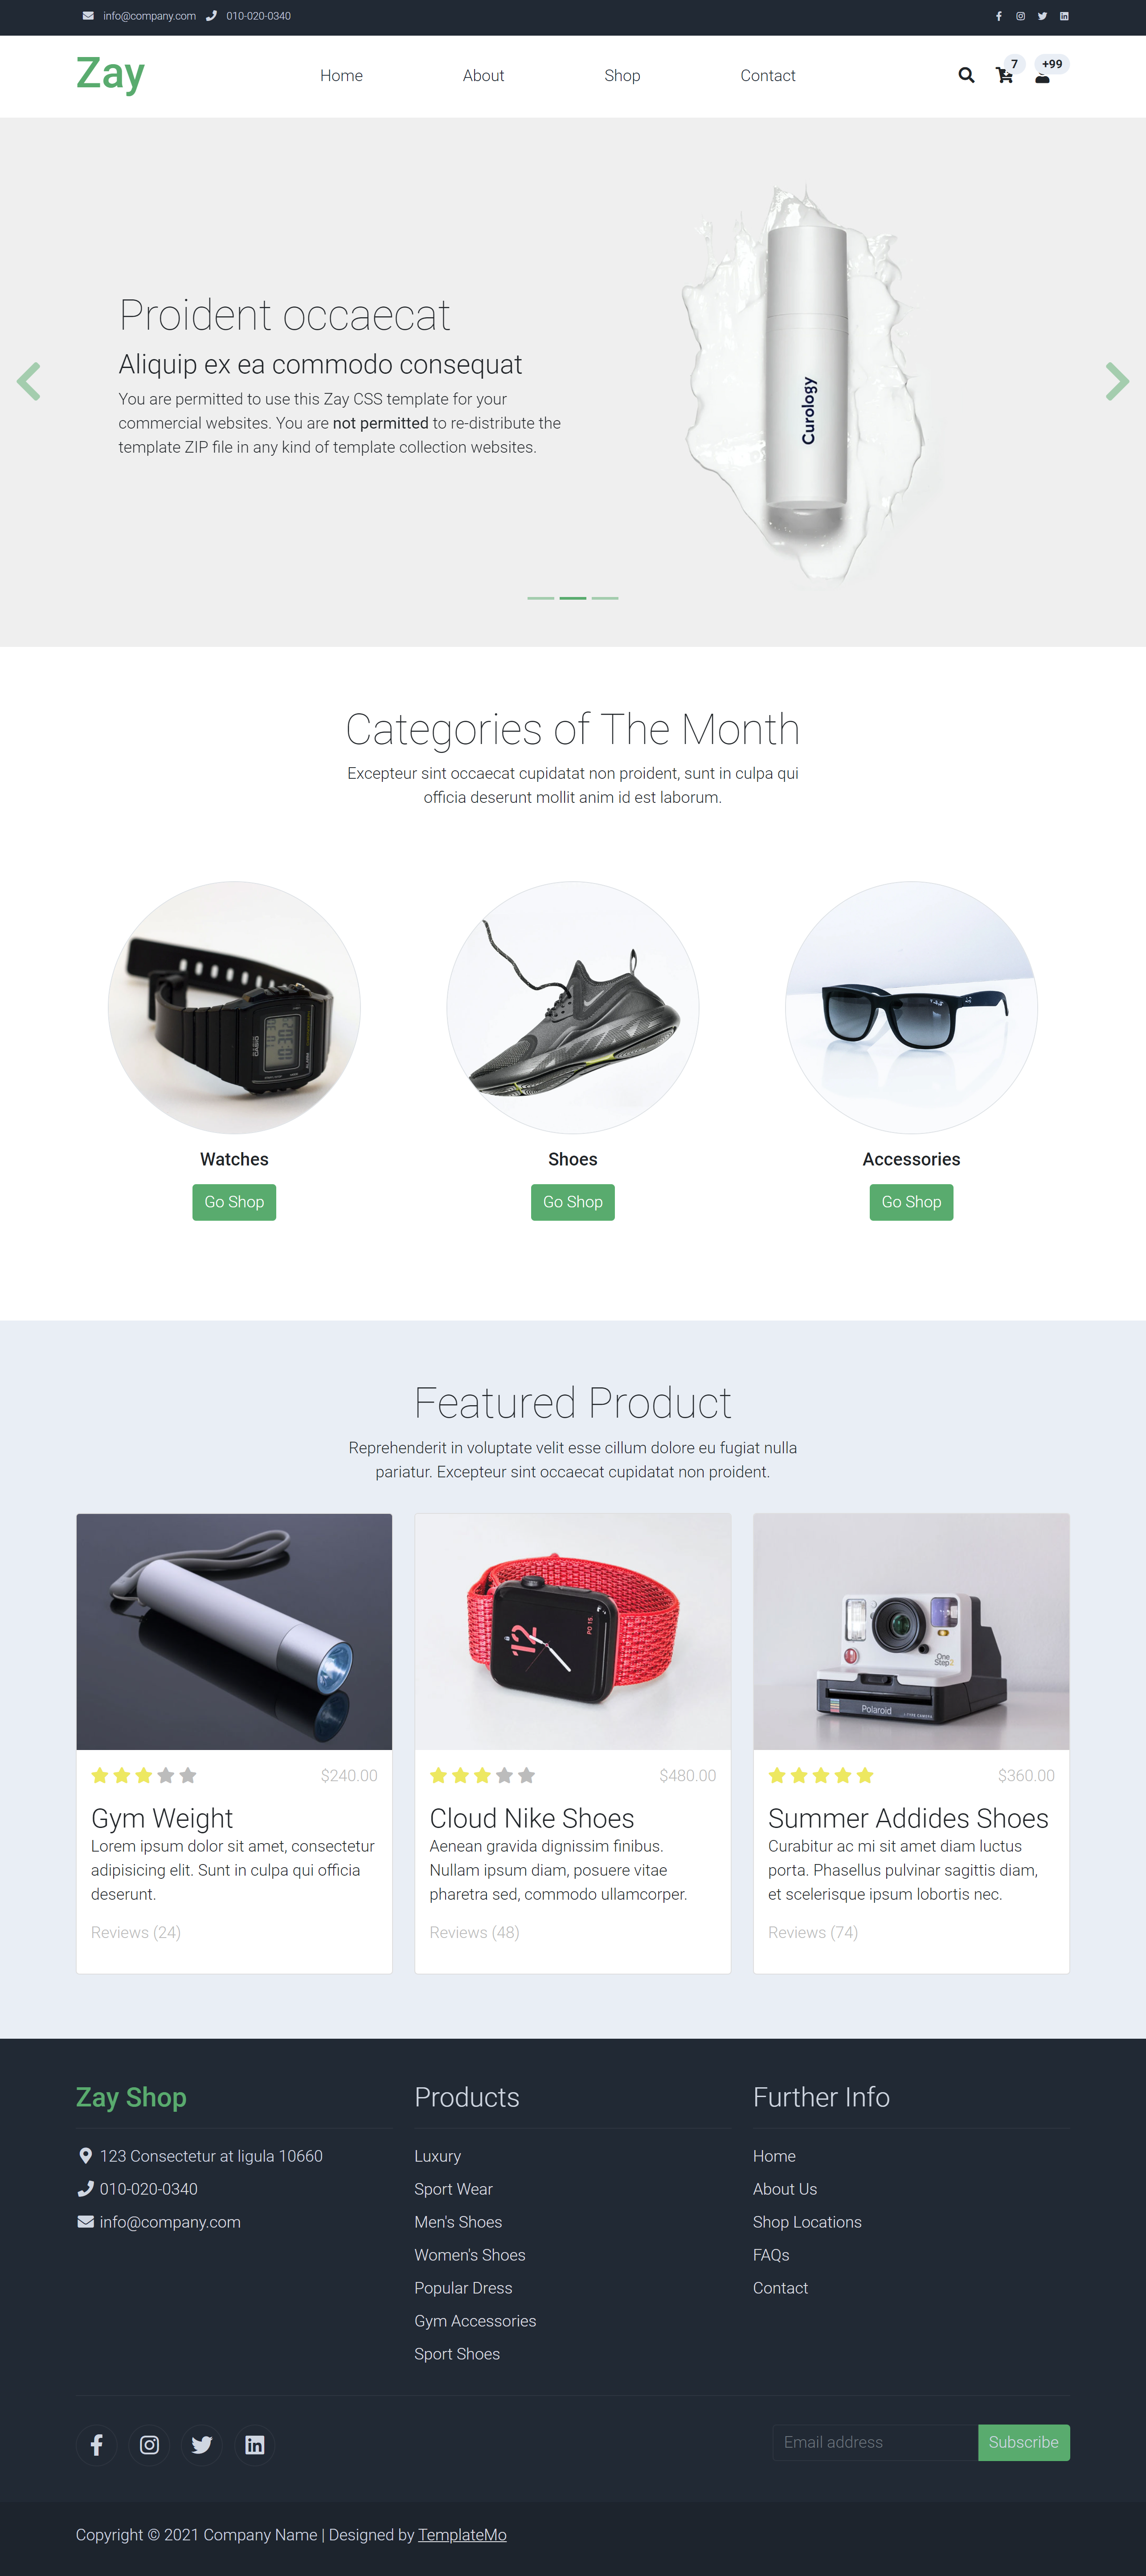 info@company.com 010-020-0340
Zay
Home About Shop Contact
7 +99
Proident occaecat
Aliquip ex ea commodo consequat
You are permitted to use this Zay CSS template for your
commercial websites. You are not permitted to re-distribute the
template ZIP file in any kind of template collection websites.
Curology
Categories of The Month
Excepteur sint occaecat cupidatat non proident, sunt in culpa qui
officia deserunt mollit anim id est laborum.
CASIO
Watches Shoes Accessories
Go Shop Go Shop Go Shop
Featured Product
Reprehenderit in voluptate velit esse cillum dolore eu fugiat nulla
pariatur. Excepteur sint occaecat cupidatat non proident.
12
PO 15.
One
Step2
Polaroid
$240.00
Gym Weight
Lorem ipsum dolor sit amet, consectetur
adipisicing elit. Sunt in culpa qui officia
deserunt.
Reviews (24)
$480.00
Cloud Nike Shoes
Aenean gravida dignissim finibus.
Nullam ipsum diam, posuere vitae
pharetra sed, commodo ullamcorper.
Reviews (48)
$360.00
Summer Addides Shoes
Curabitur ac mi sit amet diam luctus
porta. Phasellus pulvinar sagittis diam,
et scelerisque ipsum lobortis nec.
Reviews (74)
Zay Shop
123 Consectetur at ligula 10660
010-020-0340
info@company.com
Products
Luxury
Sport Wear
Men's Shoes
Women's Shoes
Popular Dress
Gym Accessories
Sport Shoes
Further Info
Home
About Us
Shop Locations
FAQs
Contact
Email address Subscribe
Copyright © 2021 Company Name | Designed by TemplateMo